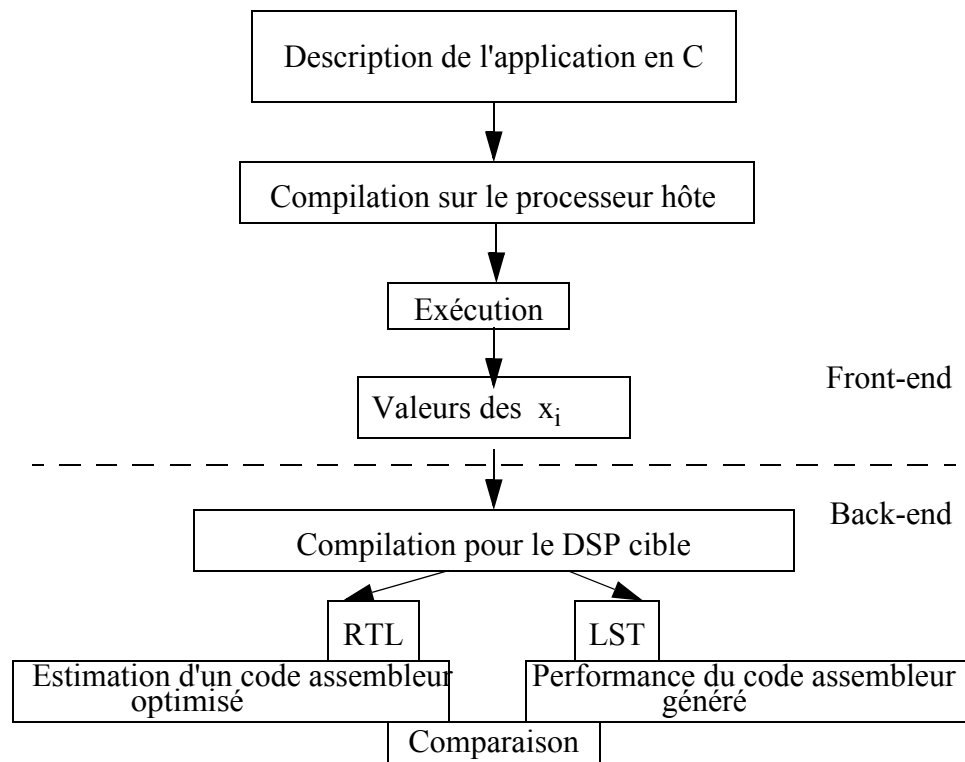 Description de l'application en C
Compilation sur le processeur hôte
Exécution
Front-end
Valeurs des x_i
Back-end
Compilation pour le DSP cible
RTL
LST
Estimation d'un code assembleur
optimisé
Performance du code assembleur
généré
Comparaison